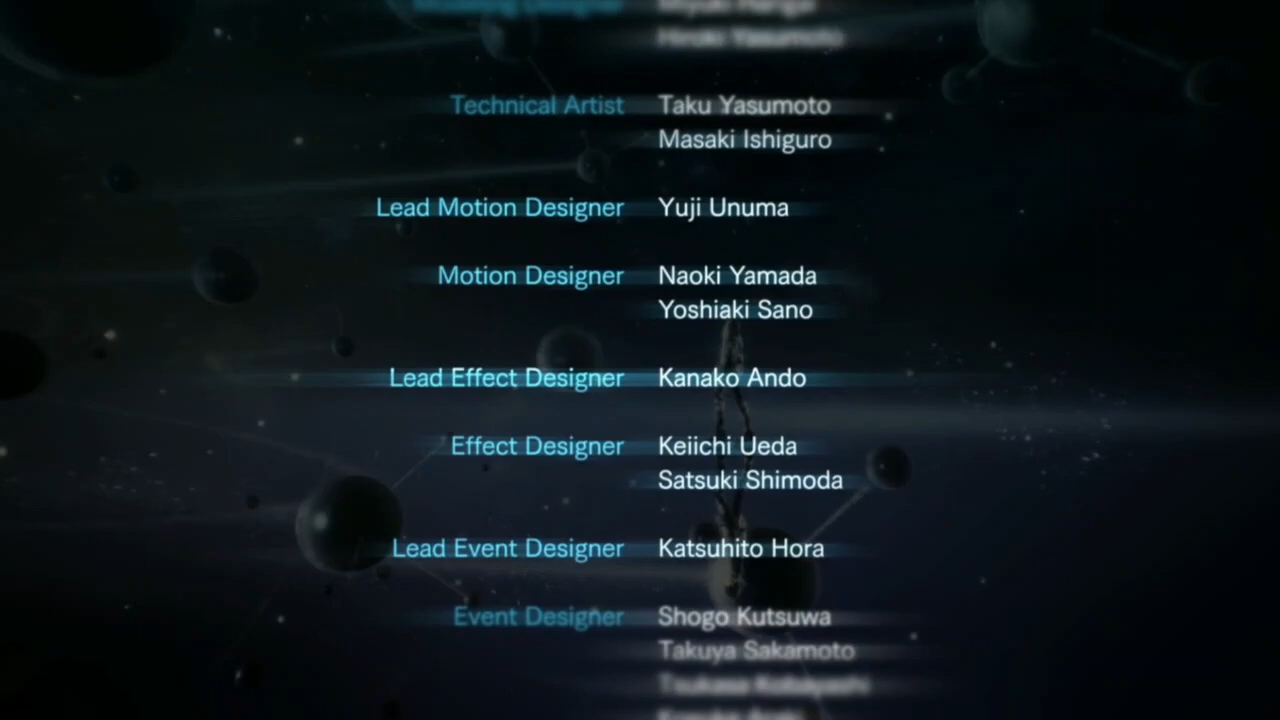 Technical Artist Taku Yasumoto
Masaki Ishiguro
Lead Motion Designer Yuji Unuma
Motion Designer Naoki Yamada
Yoshiaki Sano
Lead Effect Designer Kanako Ando
Effect Designer Keiichi Ueda
Satsuki Shimoda
Lead Event Designer Katsuhito Hora
Event Designer Shogo Kutsuwa
Takuya Sakamoto
Tsukasa Kobayashi